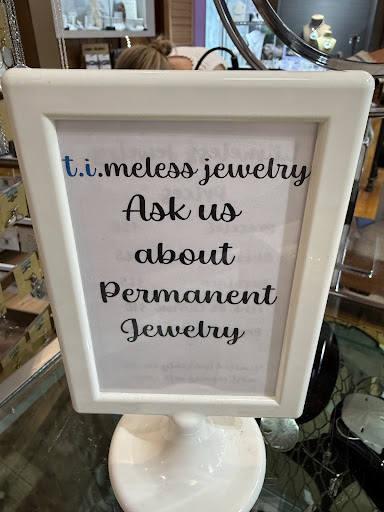 t.i.meless jewelry
Ask us
about
Permanent
Jewelry